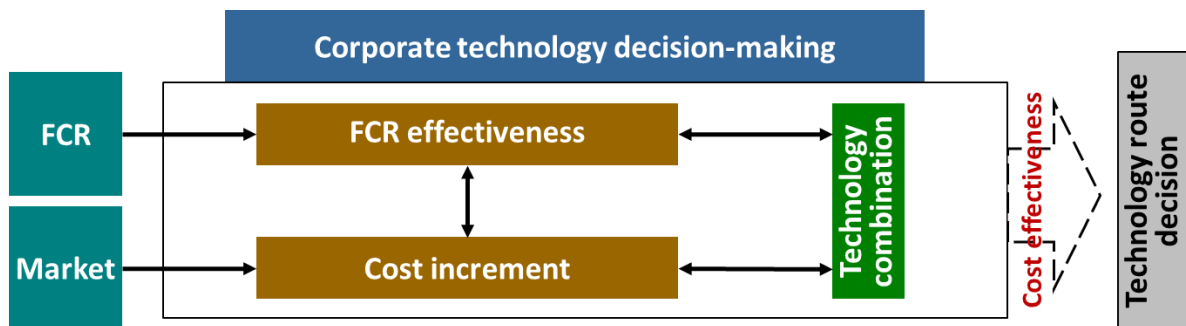 Corporate technology decision-making
FCR
FCR effectiveness
Market
Cost increment
Technology
combination
Cost effectiveness
Technology route
decision